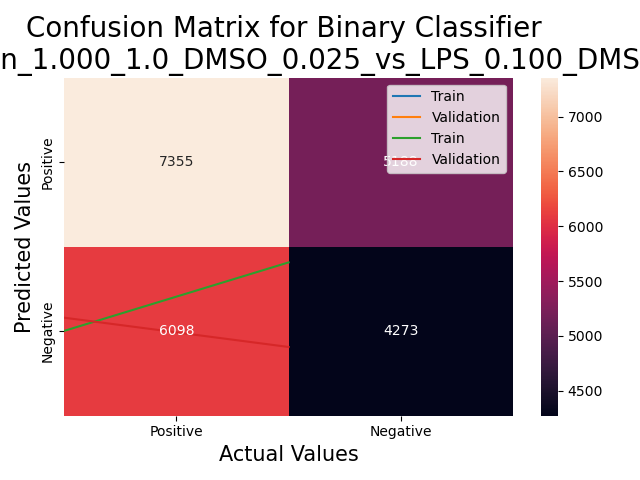 Confusion Matrix for Binary Classifier
n_1.000_1.0_DMSO_0.025_vs_LPS_0.100_DMS
Train
Validation
Train
Validation
Positive
Negative
Predicted Values
7355
6098
4273
Positive
Negative
Actual Values
7000
6500
6000
5500
5000
4500